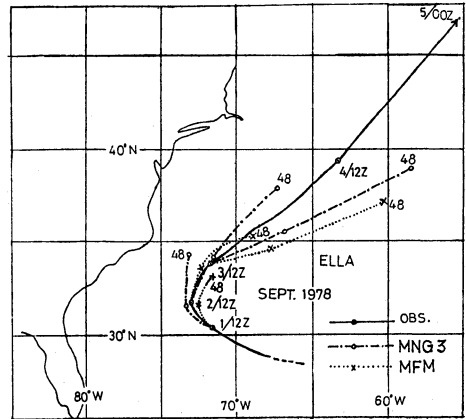 5/00Z
40°N
48
48
4/12Z
48
48
48
ELLA
3/12Z
48
SEPT. 1978
2/12Z
30°N
1/12Z
OBS.
MNG 3
MFM
80°W
70°W
60°W